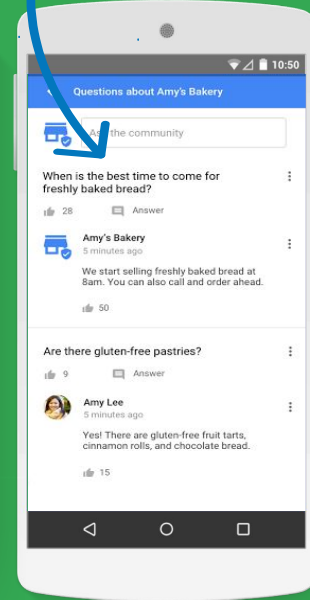 10:50
Questions about Amy's Bakery
Ask the community
When is the best time to come for
freshly baked bread?
28 Answer
Amy's Bakery
5 minutes ago
We start selling freshly baked bread at
8am. You can also call and order ahead.
50
Are there gluten-free pastries?
9 Answer
Amy Lee
5 minutes ago
Yes! There are gluten-free fruit tarts,
cinnamon rolls, and chocolate bread.
15